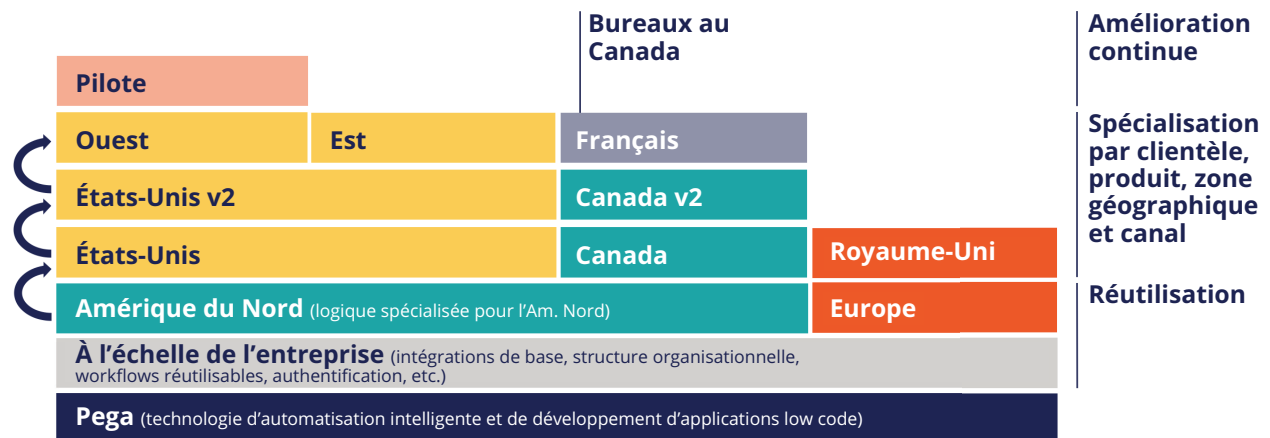 Bureaux au
Canada
Amélioration
continue
Pilote
Ouest
Est
Français
Spécialisation
par clientèle,
produit, zone
géographique
et canal
États-Unis v2
Canada v2
États-Unis
Canada
Royaume-Uni
Amérique du Nord (logique spécialisée pour l’Am. Nord)
Europe
Réutilisation
À l’échelle de l’entreprise (intégrations de base, structure organisationnelle,
workflows réutilisables, authentification, etc.)
Pega (technologie d’automatisation intelligente et de développement d’applications low code)